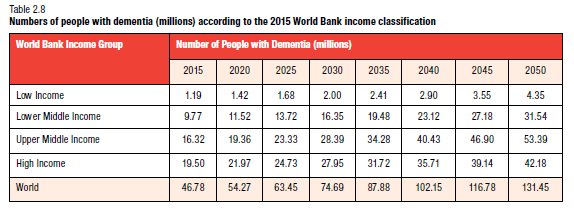 Table 2.8
Numbers of people with dementia (millions) according to the 2015 World Bank income classification
World Bank Income Group Number of People with Dementia (millions)
2015 2020 2025 2030 2035 2040 2045 2050
Low Income 1.19 1.42 1.68 2.00 2.41 2.90 3.55 4.35
Lower Middle Income 9.77 11.52 13.72 16.35 19.48 23.12 27.18 31.54
Upper Middle Income 16.32 19.36 23.33 28.39 34.28 40.43 46.90 53.39
High Income 19.50 21.97 24.73 27.95 31.72 35.71 39.14 42.18
World 46.78 54.27 63.45 74.69 87.88 102.15 116.78 131.45